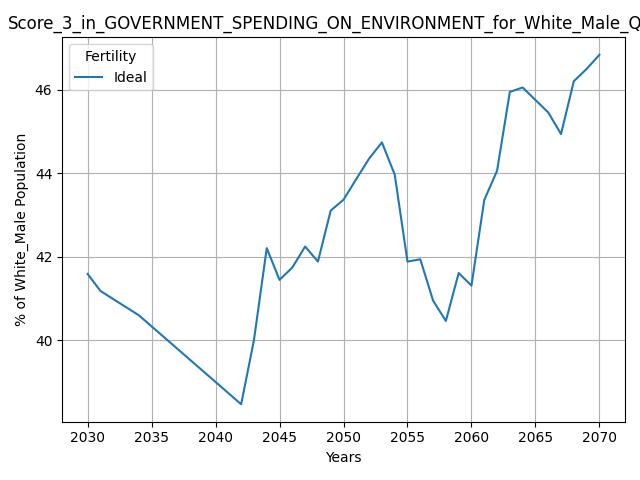 Score_3_in_GOVERNMENT_SPENDING_ON_ENVIRONMENT_for_White_Male_Q
Fertility
Ideal
46
44
42
40
% of White_Male Population
2030 2035 2040 2045 2050 2055 2060 2065 2070
Years